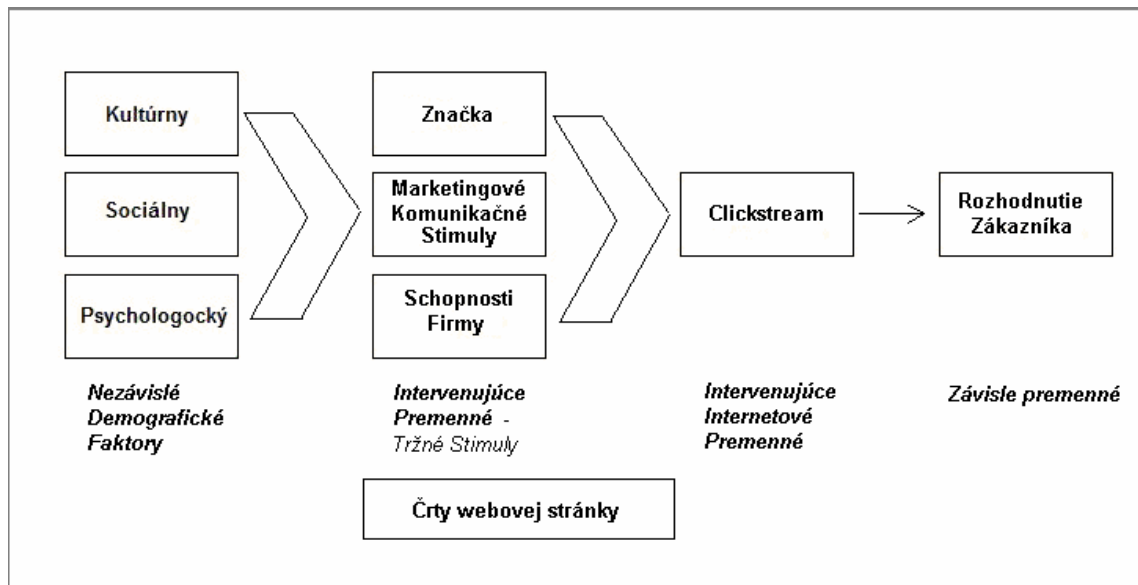 Kultúrny
Sociálny
Psychologocký
Nezávislé
Demografické
Faktory
Značka
Marketingové
Komunikačné
Stimuly
Schopnosti
Firmy
Intervenujúce
Premenné -
Tržné Stimuly
Clickstream
Intervenujúce
Internetové
Premenné
Rozhodnutie
Zákazníka
Závisle premenné
Črty webovej stránky